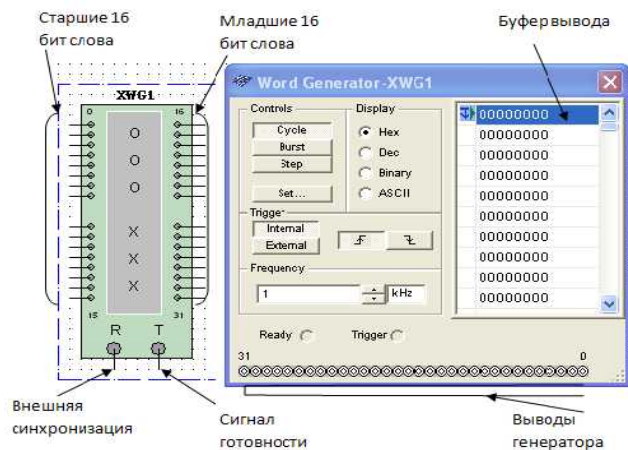 Старшие 16
бит слова
Младшие 16
бит слова
Буфер вывода
XWG1
0
16
O
O
O
X
X
X
15
31
R
T
Word Generator-XWG1
Controls
Cycle
Burst
Step
Set...
Display
Hex
Dec
Binary
ASCII
Trigger
Internal
External
Frequency
1
kHz
Ready
Trigger
31
0
00000000
00000000
00000000
00000000
00000000
00000000
00000000
00000000
00000000
00000000
Внешняя
синхронизация
Сигнал
готовности
Выводы
генератора